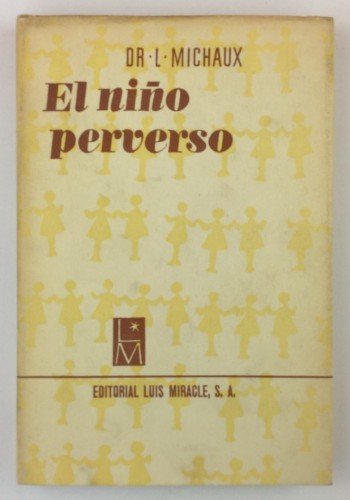 DR·L·MICHAUX
El niño
perverso
L
M
EDITORIAL LUIS MIRACLE, S. A.